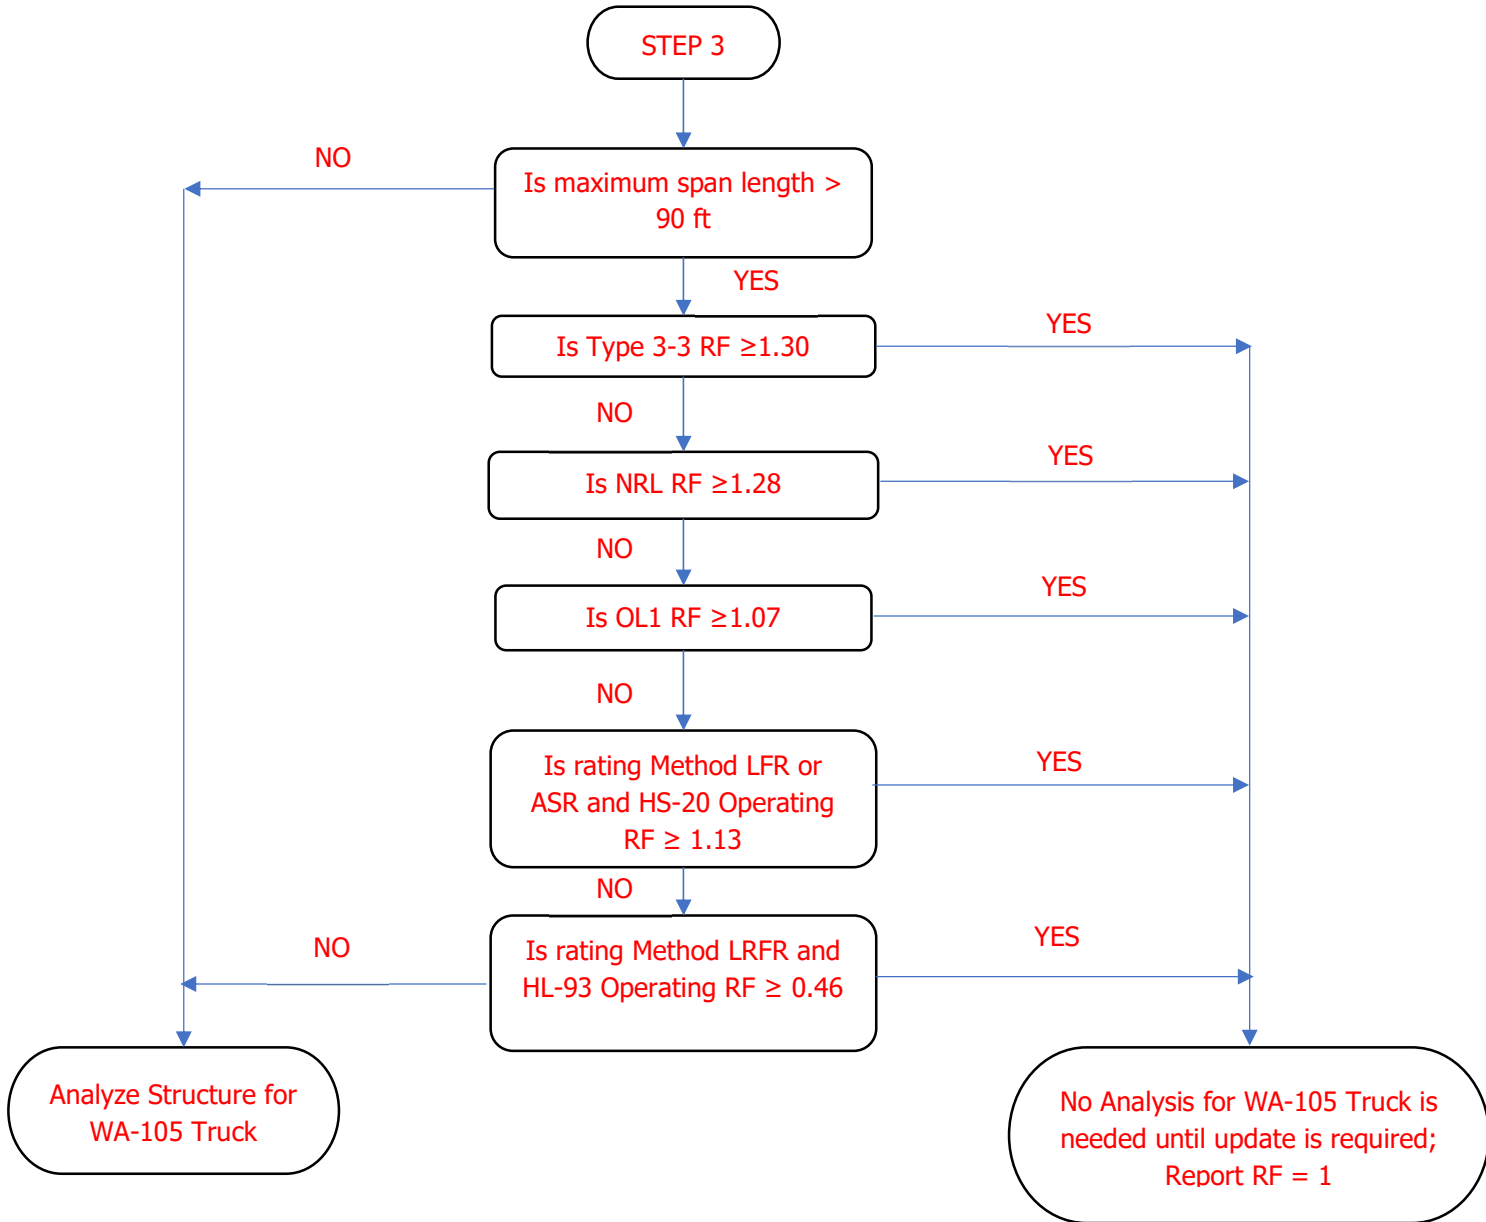 STEP 3
NO
Is maximum span length >
90 ft
YES
Is Type 3-3 RF ≥1.30
YES
NO
Is NRL RF ≥1.28
YES
NO
Is OL1 RF ≥1.07
YES
NO
Is rating Method LFR or
ASR and HS-20 Operating
RF ≥ 1.13
YES
NO
Is rating Method LRFR and
HL-93 Operating RF ≥ 0.46
NO
YES
Analyze Structure for
WA-105 Truck
No Analysis for WA-105 Truck is
needed until update is required;
Report RF = 1